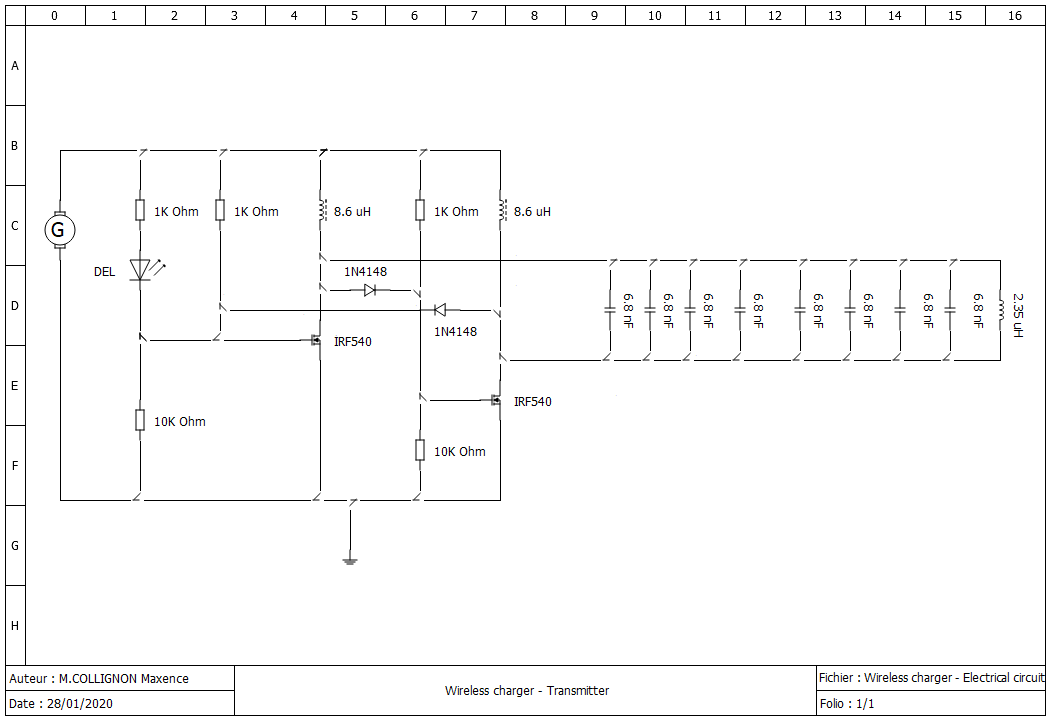 0 1 2 3 4 5 6 7 8 9 10 11 12 13 14 15 16
A
B
C
D
E
F
G
H
G
1K Ohm 1K Ohm 8.6 uH 1K Ohm 8.6 uH
DEL
1N4148
1N4148
6.8 nF 6.8 nF 6.8 nF 6.8 nF 6.8 nF 6.8 nF 6.8 nF 6.8 nF 2.35 uH
IRF540
IRF540
10K Ohm
10K Ohm
Auteur : M.COLLIGNON Maxence
Date : 28/01/2020
Wireless charger - Transmitter
Fichier : Wireless charger - Electrical circuit
Folio : 1/1